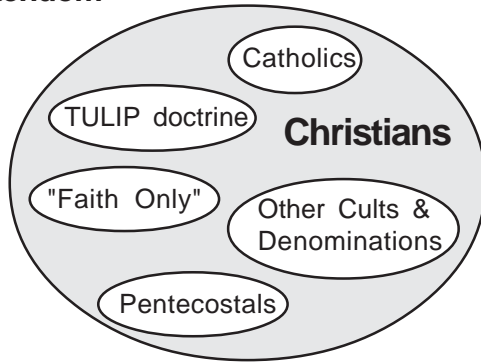 Catholics
TULIP doctrine
Christians
"Faith Only"
Other Cults &
Denominations
Pentecostals